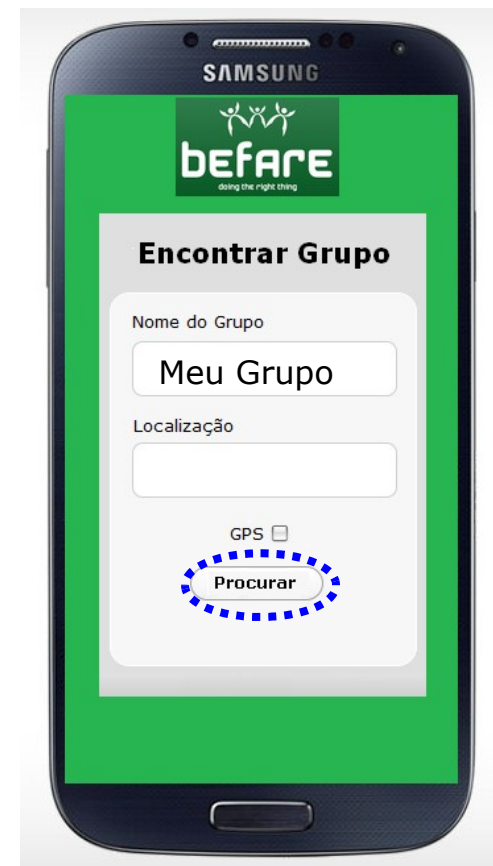 SAMSUNG
befare
doing the right thing
Encontrar Grupo
Nome do Grupo
Meu Grupo
Localização
GPS
Procurar